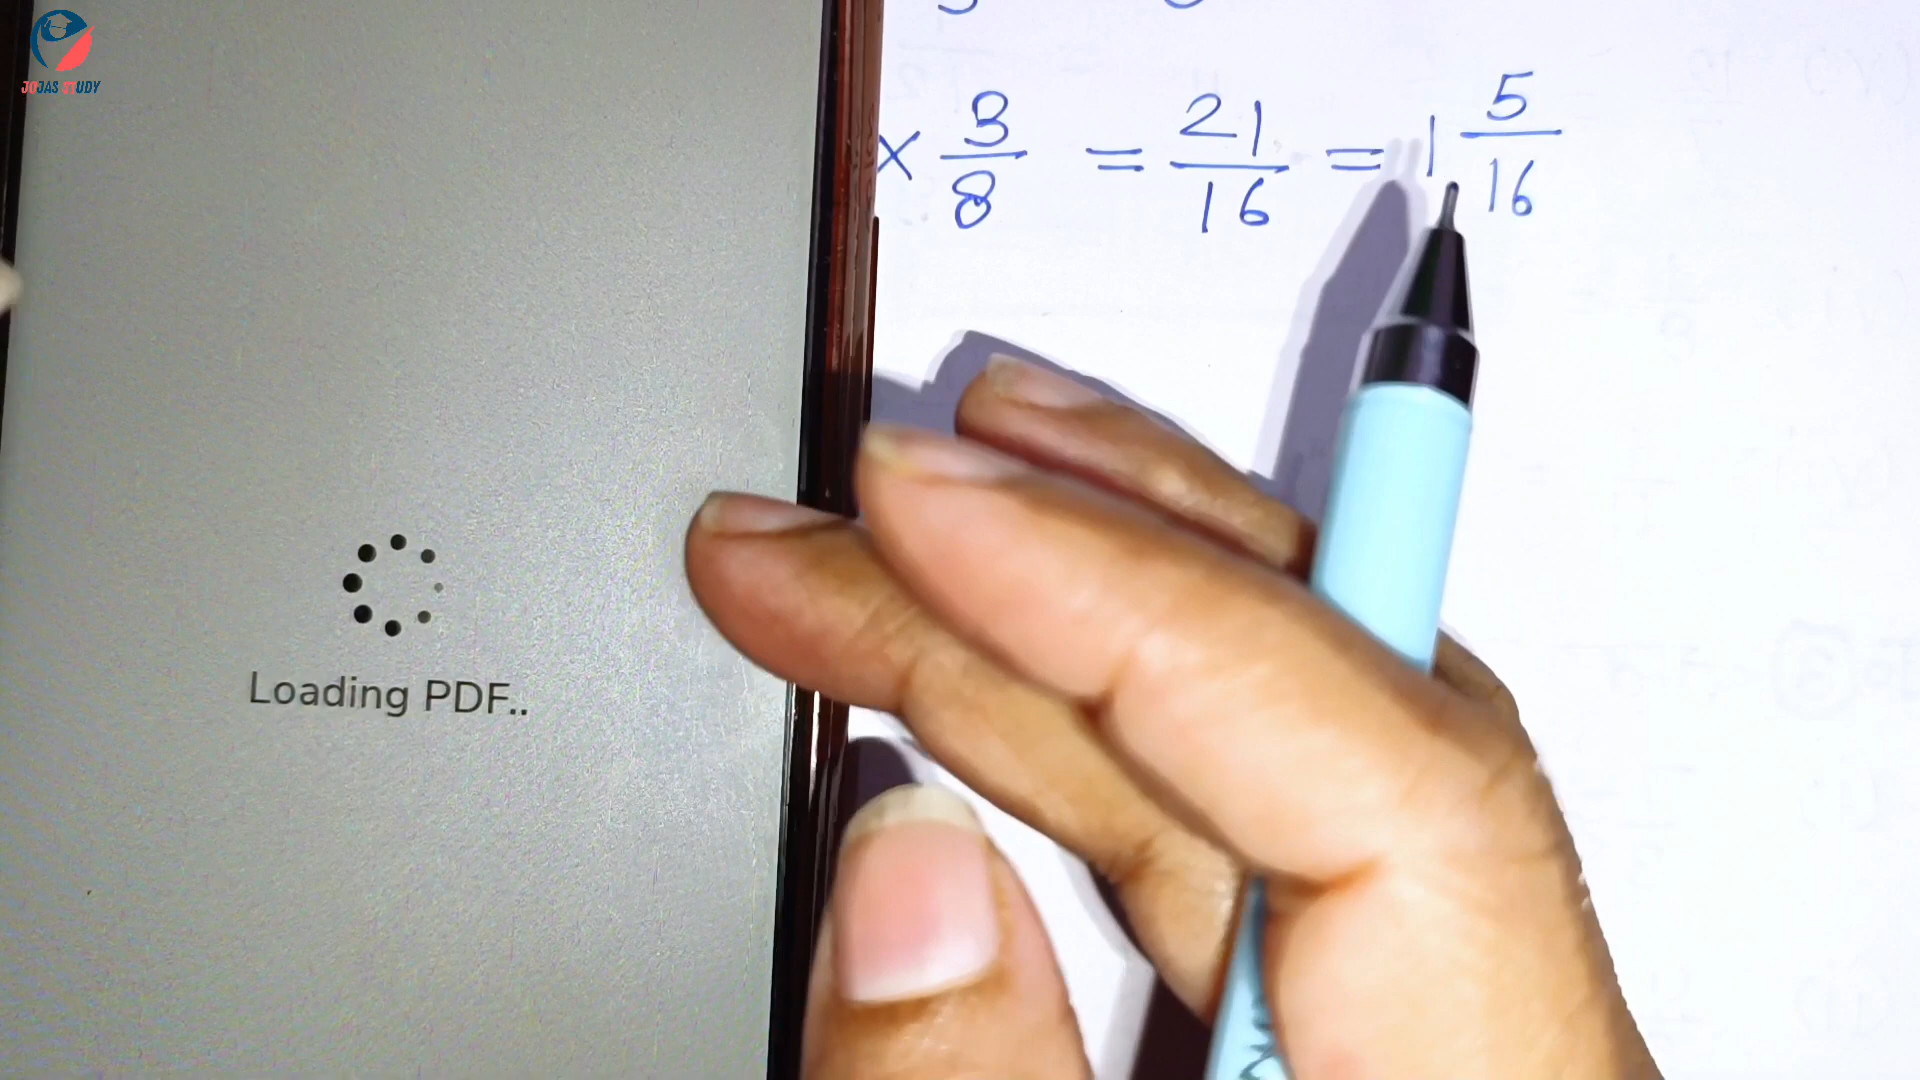 JOJAS STUDY
× 3/8 = 21/16 = 1 5/16
Loading PDF..